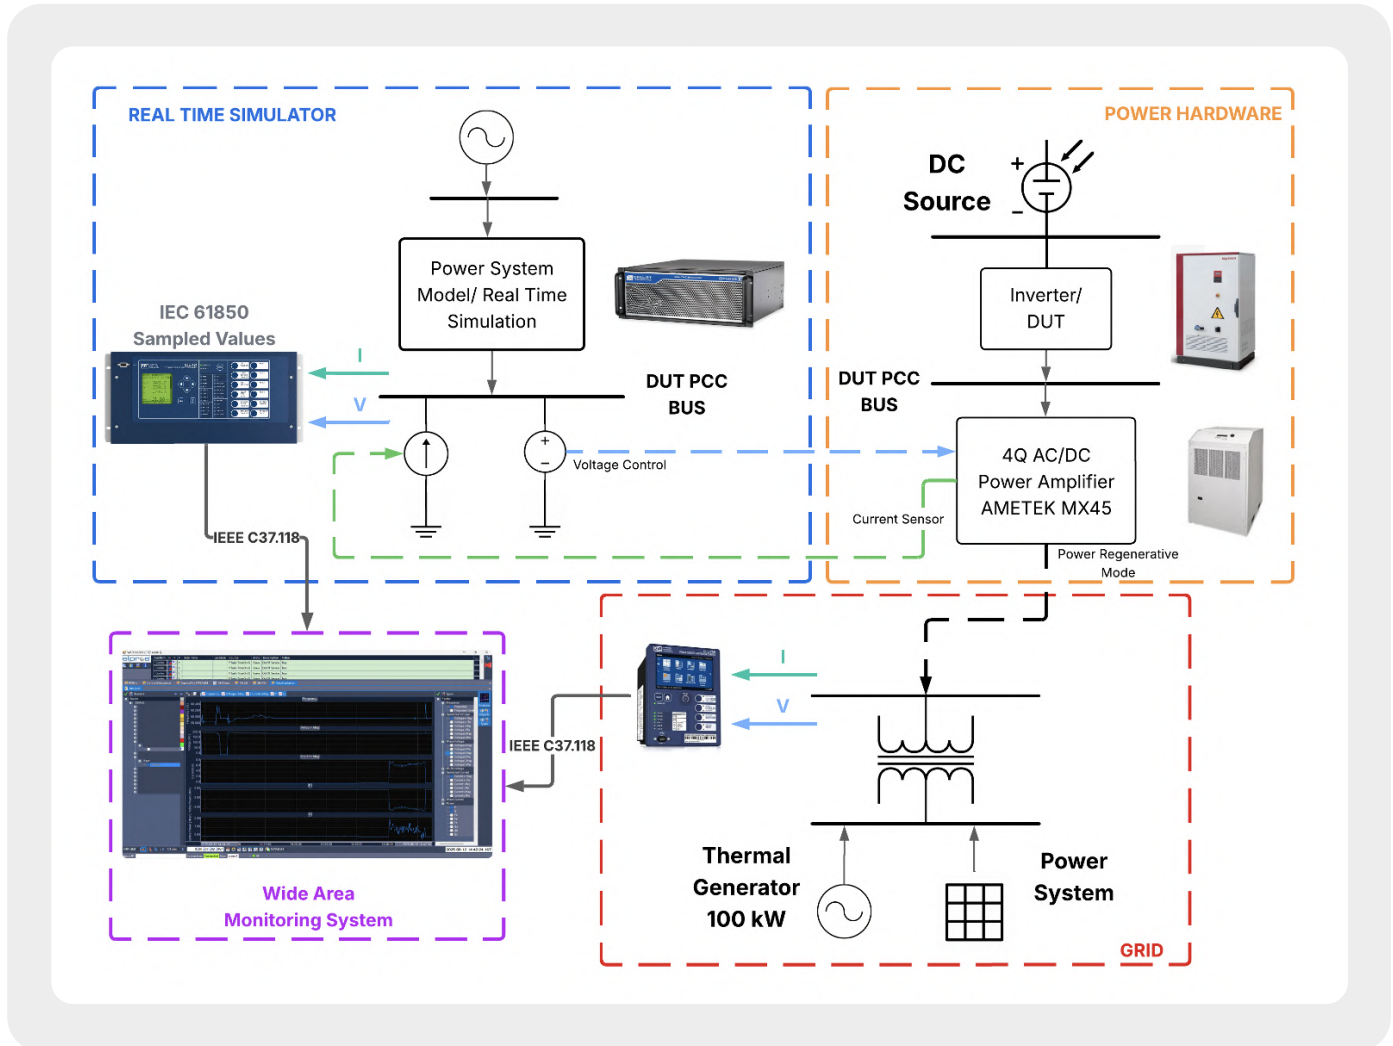 REAL TIME SIMULATOR
POWER HARDWARE
DC
Source
+
−
Power System
Model/ Real Time
Simulation
Inverter/
DUT
IEC 61850
Sampled Values
I
V
DUT PCC
BUS
DUT PCC
BUS
+
−
Voltage Control
4Q AC/DC
Power Amplifier
AMETEK MX45
Current Sensor
Power Regenerative
Mode
IEEE C37.118
I
V
IEEE C37.118
Wide Area
Monitoring System
Thermal
Generator
100 kW
Power
System
GRID